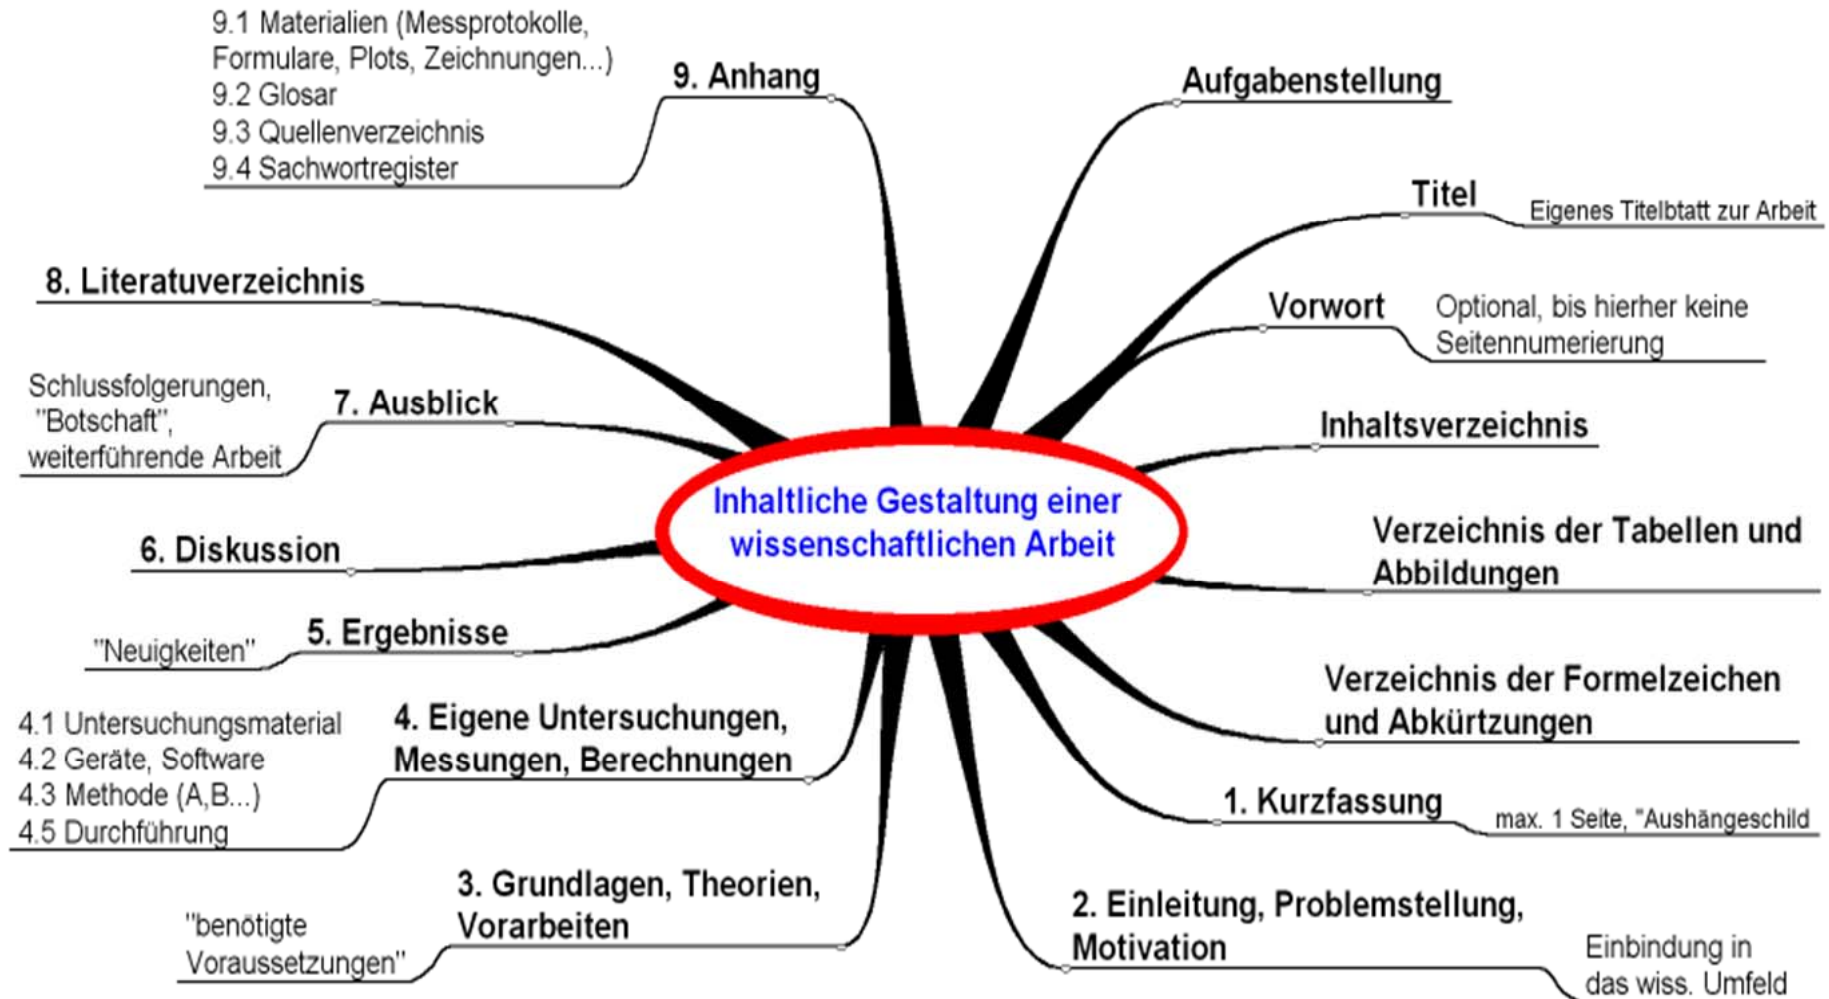 Inhaltliche Gestaltung einer
wissenschaftlichen Arbeit
Aufgabenstellung
Titel
Eigenes Titelbtatt zur Arbeit
Vorwort
Optional, bis hierher keine
Seitennumerierung
Inhaltsverzeichnis
Verzeichnis der Tabellen und
Abbildungen
Verzeichnis der Formelzeichen
und Abkürtzungen
1. Kurzfassung
max. 1 Seite, "Aushängeschild
2. Einleitung, Problemstellung,
Motivation
Einbindung in
das wiss. Umfeld
3. Grundlagen, Theorien,
Vorarbeiten
"benötigte
Voraussetzungen"
4. Eigene Untersuchungen,
Messungen, Berechnungen
4.1 Untersuchungsmaterial
4.2 Geräte, Software
4.3 Methode (A,B...)
4.5 Durchführung
5. Ergebnisse
"Neuigkeiten"
6. Diskussion
7. Ausblick
Schlussfolgerungen,
"Botschaft",
weiterführende Arbeit
8. Literatuverzeichnis
9. Anhang
9.1 Materialien (Messprotokolle,
Formulare, Plots, Zeichnungen...)
9.2 Glosar
9.3 Quellenverzeichnis
9.4 Sachwortregister